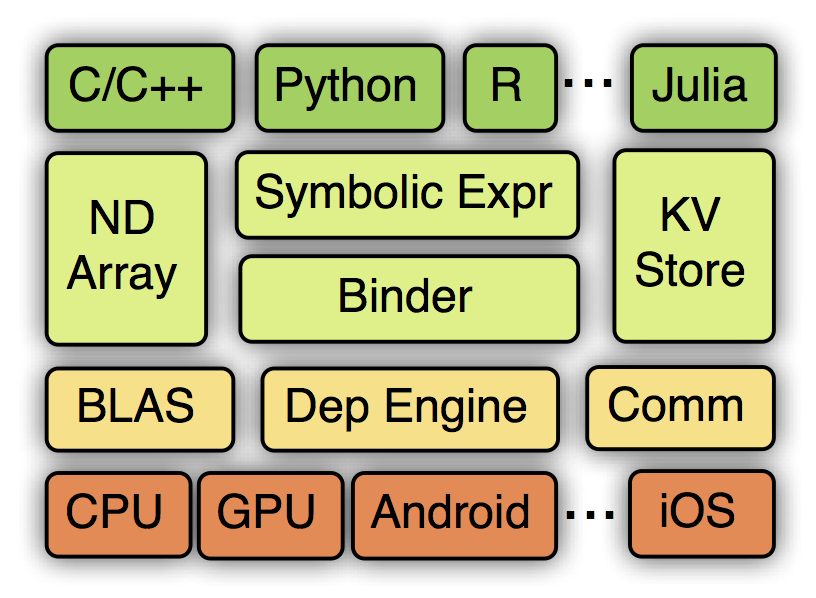 C/C++ Python R ... Julia
ND Array
Symbolic Expr
Binder
KV Store
BLAS Dep Engine Comm
CPU GPU Android ... iOS